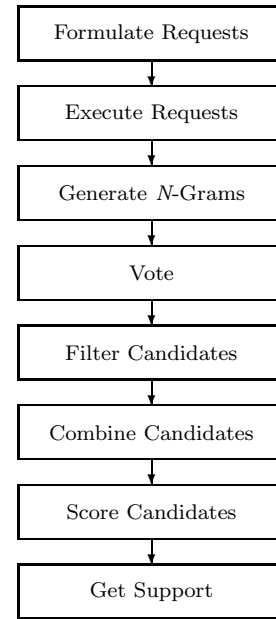 Formulate Requests
Execute Requests
Generate N-Grams
Vote
Filter Candidates
Combine Candidates
Score Candidates
Get Support